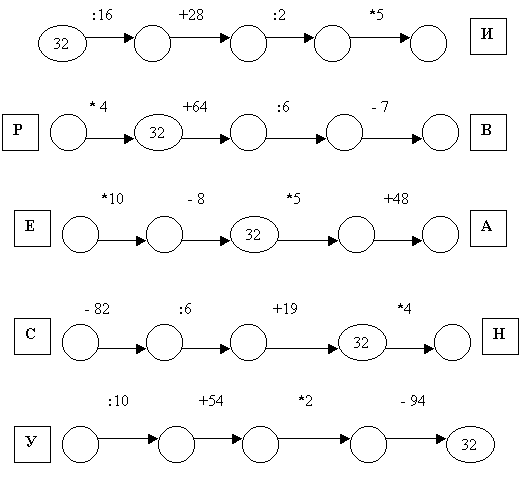 :16 +28 :2 *5
32 И
* 4 +64 :6 - 7
Р 32 В
*10 - 8 *5 +48
Е 32 А
- 82 :6 +19 *4
С 32 Н
:10 +54 *2 - 94
У 32